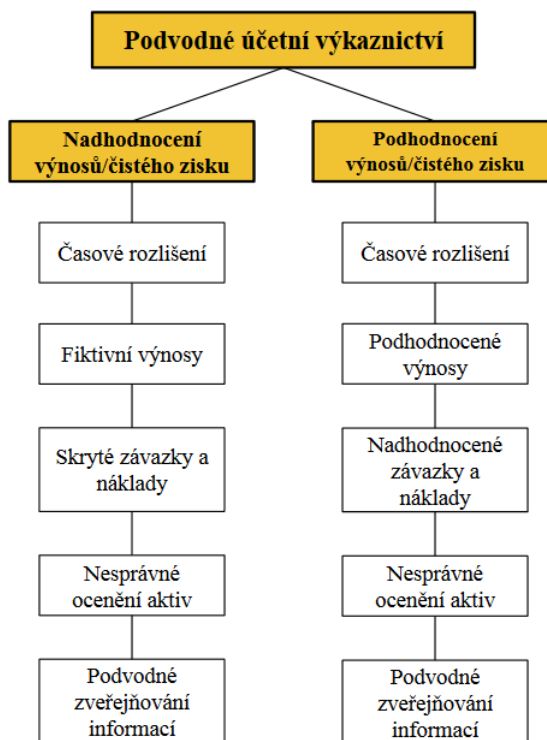 Podvodné účetní výkaznictví
Nadhodnocení
výnosů/čistého zisku
Časové rozlišení
Fiktivní výnosy
Skryté závazky a
náklady
Nesprávné
ocenění aktiv
Podvodné
zveřejňování
informací
Podhodnocení
výnosů/čistého zisku
Časové rozlišení
Podhodnocené
výnosy
Nadhodnocené
závazky a
náklady
Nesprávné
ocenění aktiv
Podvodné
zveřejňování
informací